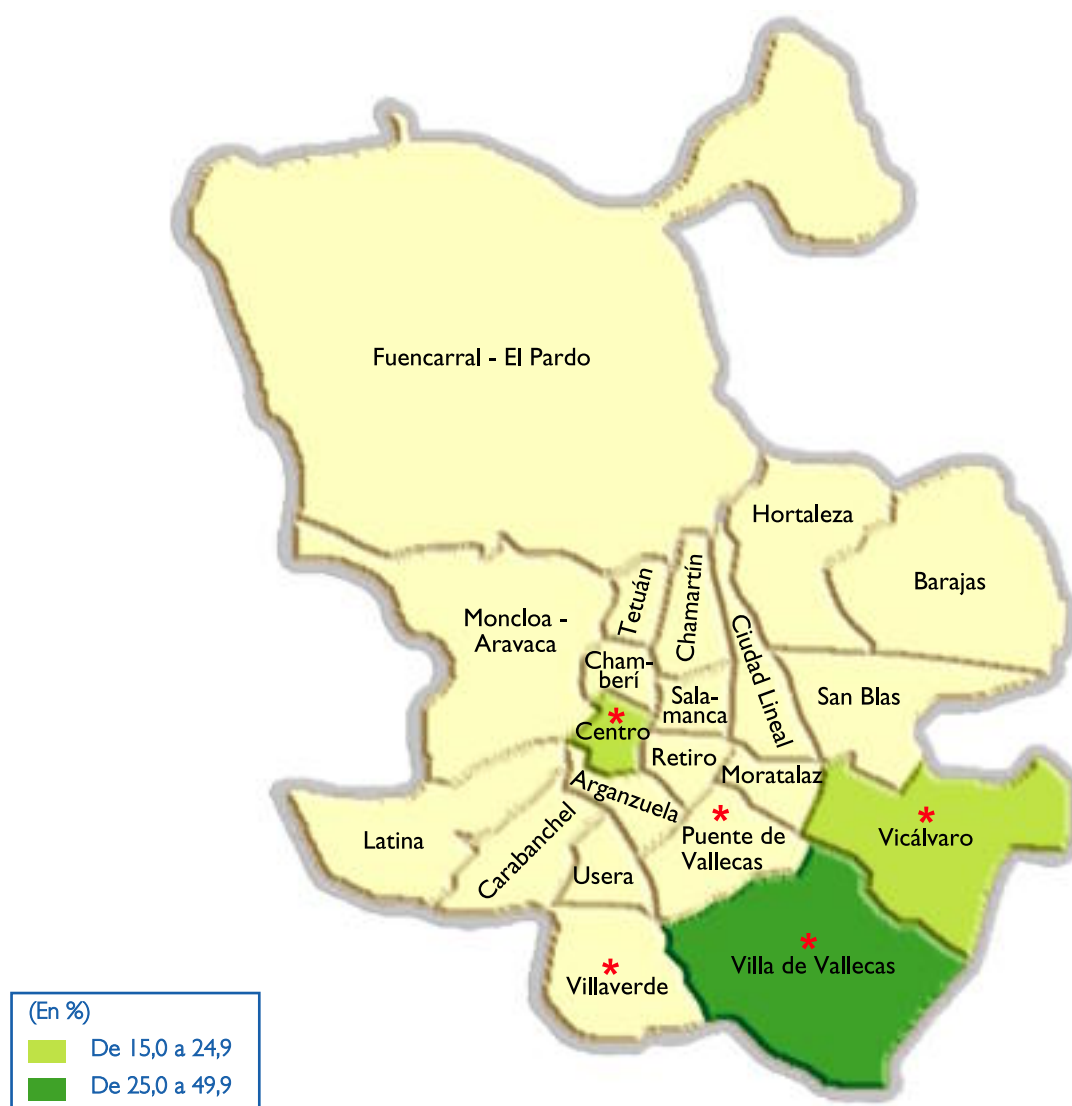 Fuencarral - El Pardo
Hortaleza
Barajas
Tetuán
Chamartín
Ciudad Lineal
Moncloa -
Aravaca
Cham-
berí
Sala-
manca
San Blas
*
Centro
Retiro
Moratalaz
Arganzuela
*
Puente de
Vallecas
*
Vicálvaro
Latina
Carabanchel
Usera
*
Villa de Vallecas
*
Villaverde
(En %)
De 15,0 a 24,9
De 25,0 a 49,9